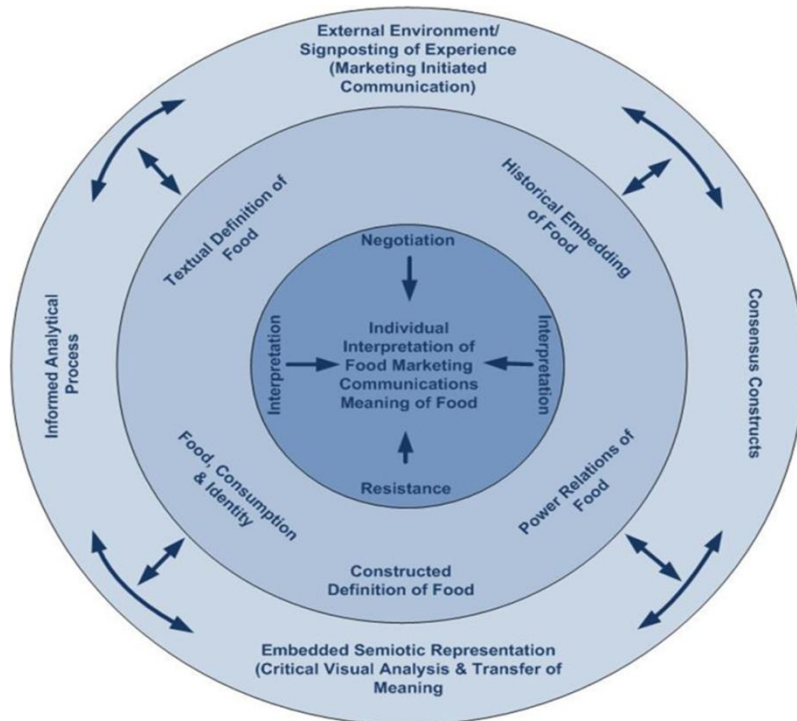 External Environment/
Signposting of Experience
(Marketing Initiated
Communication)
Textual Definition of
Food
Historical Embedding
of Food
Negotiation
Informed Analytical
Process
Interpretation
Individual
Interpretation of
Food Marketing
Communications
Meaning of Food
Interpretation
Consensus Constructs
Food, Consumption
& Identity
Resistance
Power Relations of
Food
Constructed
Definition of Food
Embedded Semiotic Representation
(Critical Visual Analysis & Transfer of
Meaning